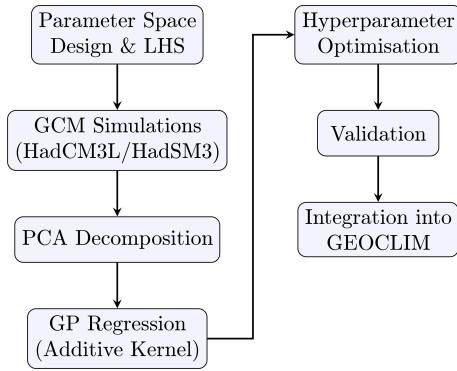 Parameter Space
Design & LHS
GCM Simulations
(HadCM3L/HadSM3)
PCA Decomposition
GP Regression
(Additive Kernel)
Hyperparameter
Optimisation
Validation
Integration into
GEOCLIM